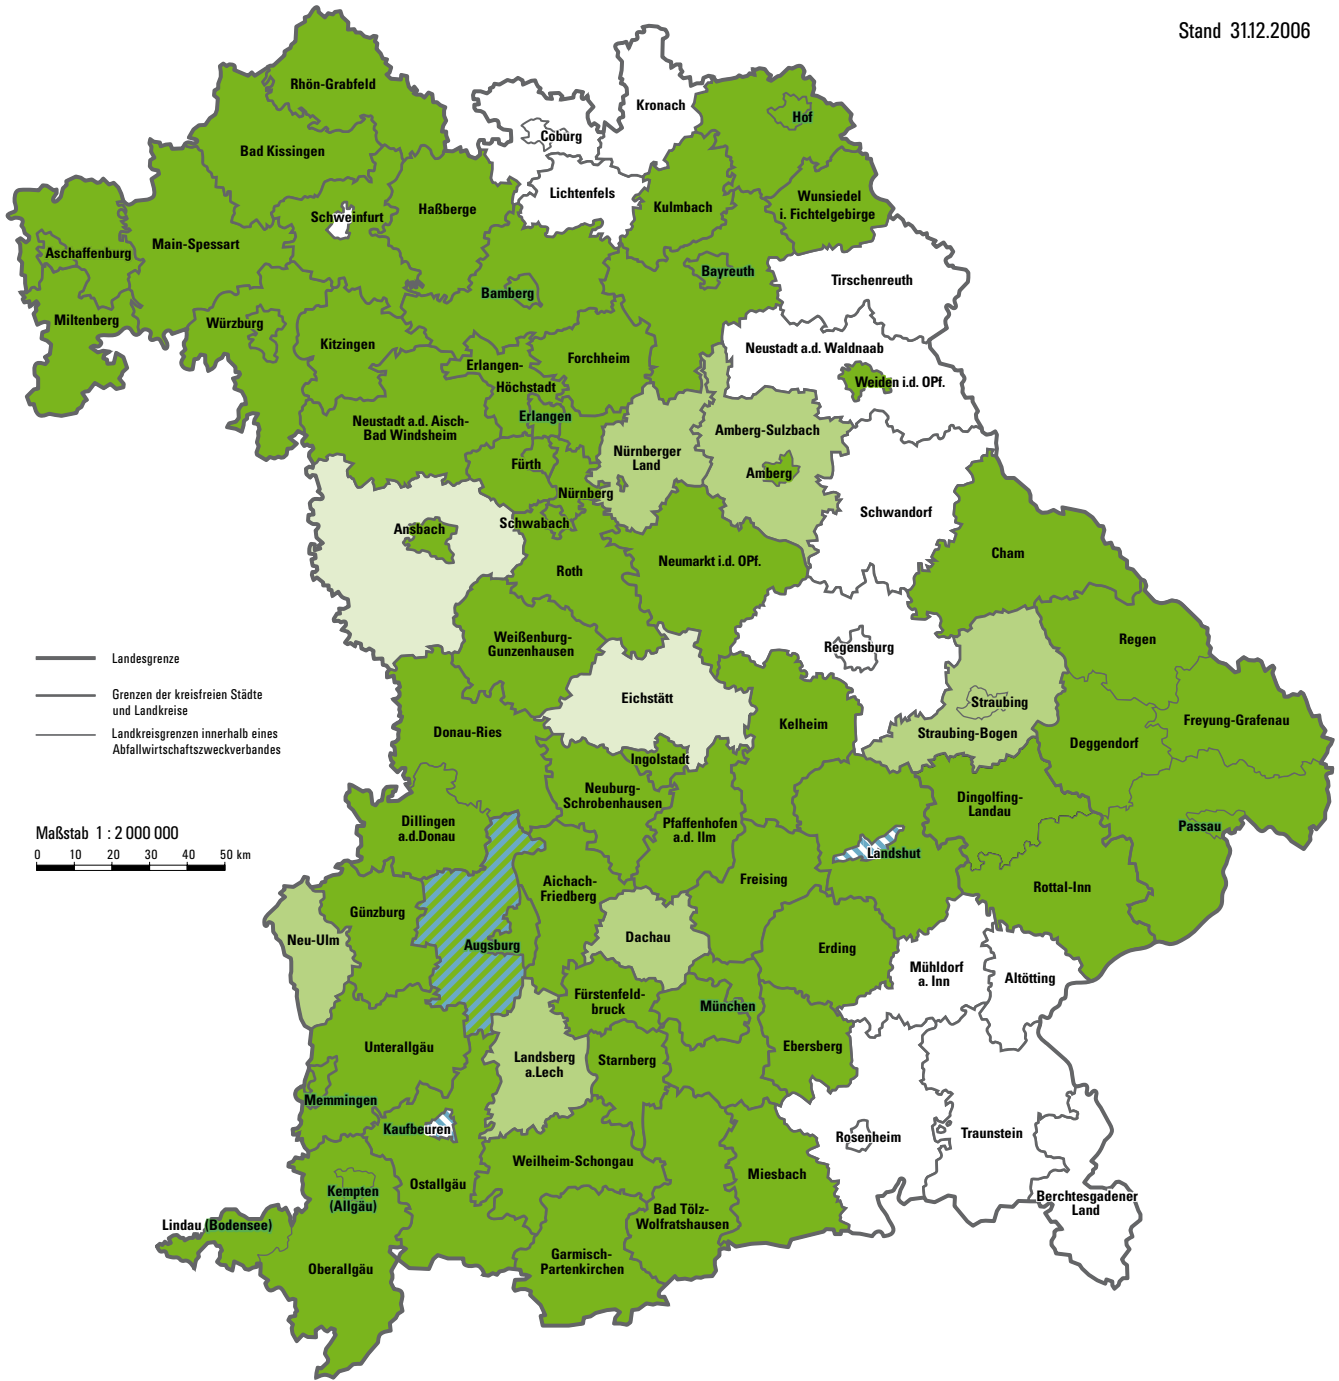 Stand 31.12.2006
Rhön-Grabfeld
Kronach
Hof
Coburg
Bad Kissingen
Lichtenfels
Wunsiedel
i. Fichtelgebirge
Kulmbach
Haßberge
Schweinfurt
Main-Spessart
Aschaffenburg
Bayreuth
Tirschenreuth
Bamberg
Miltenberg
Würzburg
Kitzingen
Neustadt a.d. Waldnaab
Forchheim
Erlangen-
Höchstadt
Weiden i.d. OPf.
Erlangen
Neustadt a.d. Aisch-
Bad Windsheim
Amberg-Sulzbach
Nürnberger
Land
Fürth
Amberg
Nürnberg
Schwandorf
Schwabach
Ansbach
Cham
Neumarkt i.d. OPf.
Roth
Weißenburg-
Gunzenhausen
Regensburg
Regen
Landesgrenze
Grenzen der kreisfreien Städte
und Landkreise
Landkreisgrenzen innerhalb eines
Abfallwirtschaftszweckverbandes
Eichstätt
Straubing
Kelheim
Freyung-Grafenau
Donau-Ries
Straubing-Bogen
Deggendorf
Ingolstadt
Neuburg-
Schrobenhausen
Dingolfing-
Landau
Dillingen
a.d.Donau
Pfaffenhofen
a.d. Ilm
Passau
Maßstab 1 : 2 000 000
0 10 20 30 40 50 km
Landshut
Aichach-
Friedberg
Freising
Rottal-Inn
Günzburg
Neu-Ulm
Augsburg
Dachau
Erding
Mühldorf
a. Inn
Altötting
Fürstenfeld-
bruck
München
Unterallgäu
Landsberg
a.Lech
Starnberg
Ebersberg
Memmingen
Kaufbeuren
Rosenheim
Traunstein
Weilheim-Schongau
Miesbach
Ostallgäu
Kempten
(Allgäu)
Berchtesgadener
Land
Bad Tölz-
Wolfratshausen
Lindau (Bodensee)
Garmisch-
Partenkirchen
Oberallgäu